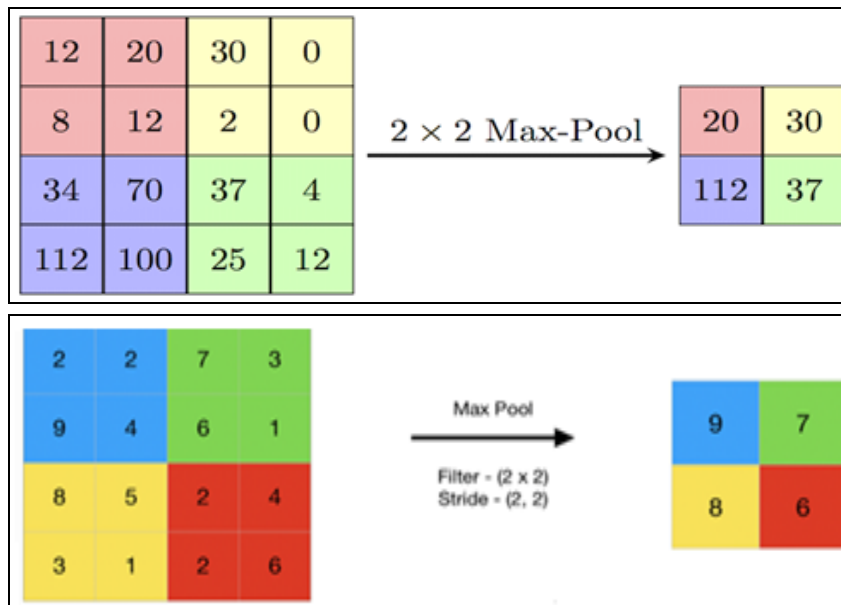 12 20 30 0
8 12 2 0
34 70 37 4
112 100 25 12
2 × 2 Max-Pool
20 30
112 37
2 2 7 3
9 4 6 1
8 5 2 4
3 1 2 6
Max Pool
Filter - (2 x 2)
Stride - (2, 2)
9 7
8 6